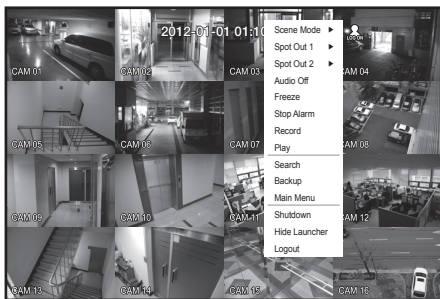 2012-01-01 01:10
LOG ON
CAM 01
CAM 02
CAM 03
CAM 04
Scene Mode ▶
Spot Out 1 ▶
Spot Out 2 ▶
Audio Off
Freeze
Stop Alarm
Record
Play
Search
Backup
Main Menu
Shutdown
Hide Launcher
Logout
CAM 05
CAM 06
CAM 07
CAM 08
CAM 09
CAM 10
CAM 11
CAM 12
CAM 13
CAM 14
CAM 15
CAM 16